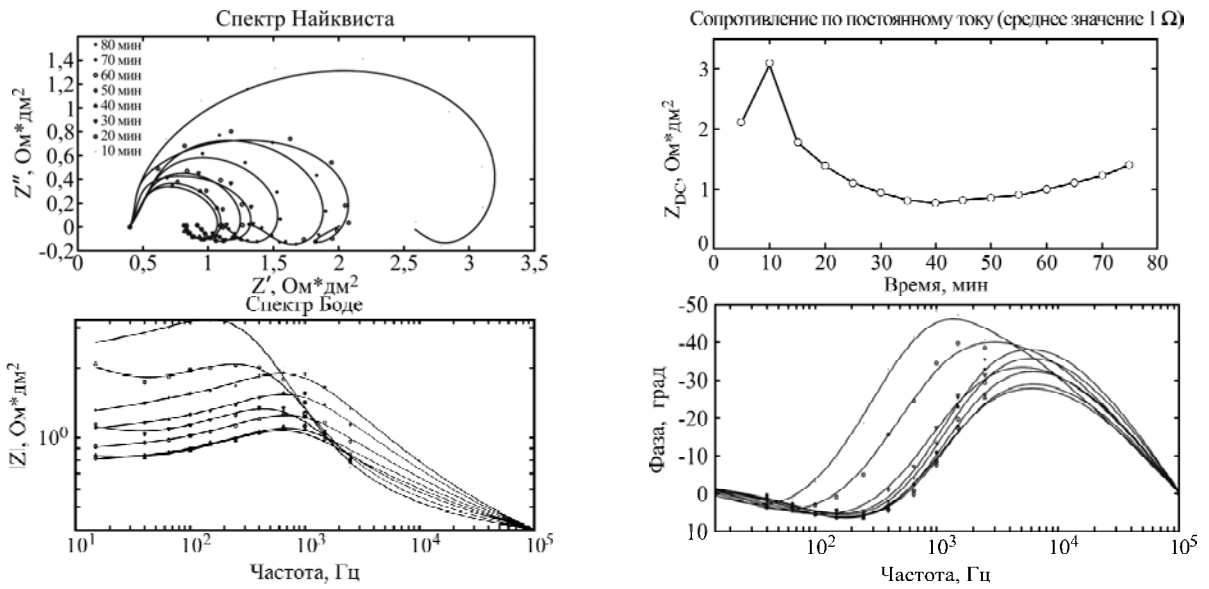 Спектр Найквиста
1,4
1,2
1
0,8
0,6
0,4
0,2
0
-0,2
Z″, Ом*дм2
80 мин
70 мин
60 мин
50 мин
40 мин
30 мин
20 мин
10 мин
0 0,5 1 1,5 2 2,5 3 3,5
Z′, Ом*дм2
Сопротивление по постоянному току (среднее значение 1 Ω)
3
2
1
0
ZDC, Ом*дм2
0 10 20 30 40 50 60 70 80
Время, мин
Спектр Боде
100
|Z|, Ом*дм2
101 102 103 104 105
Частота, Гц
-50
-40
-30
-20
-10
0
10
Фаза, град
102 103 104 105
Частота, Гц